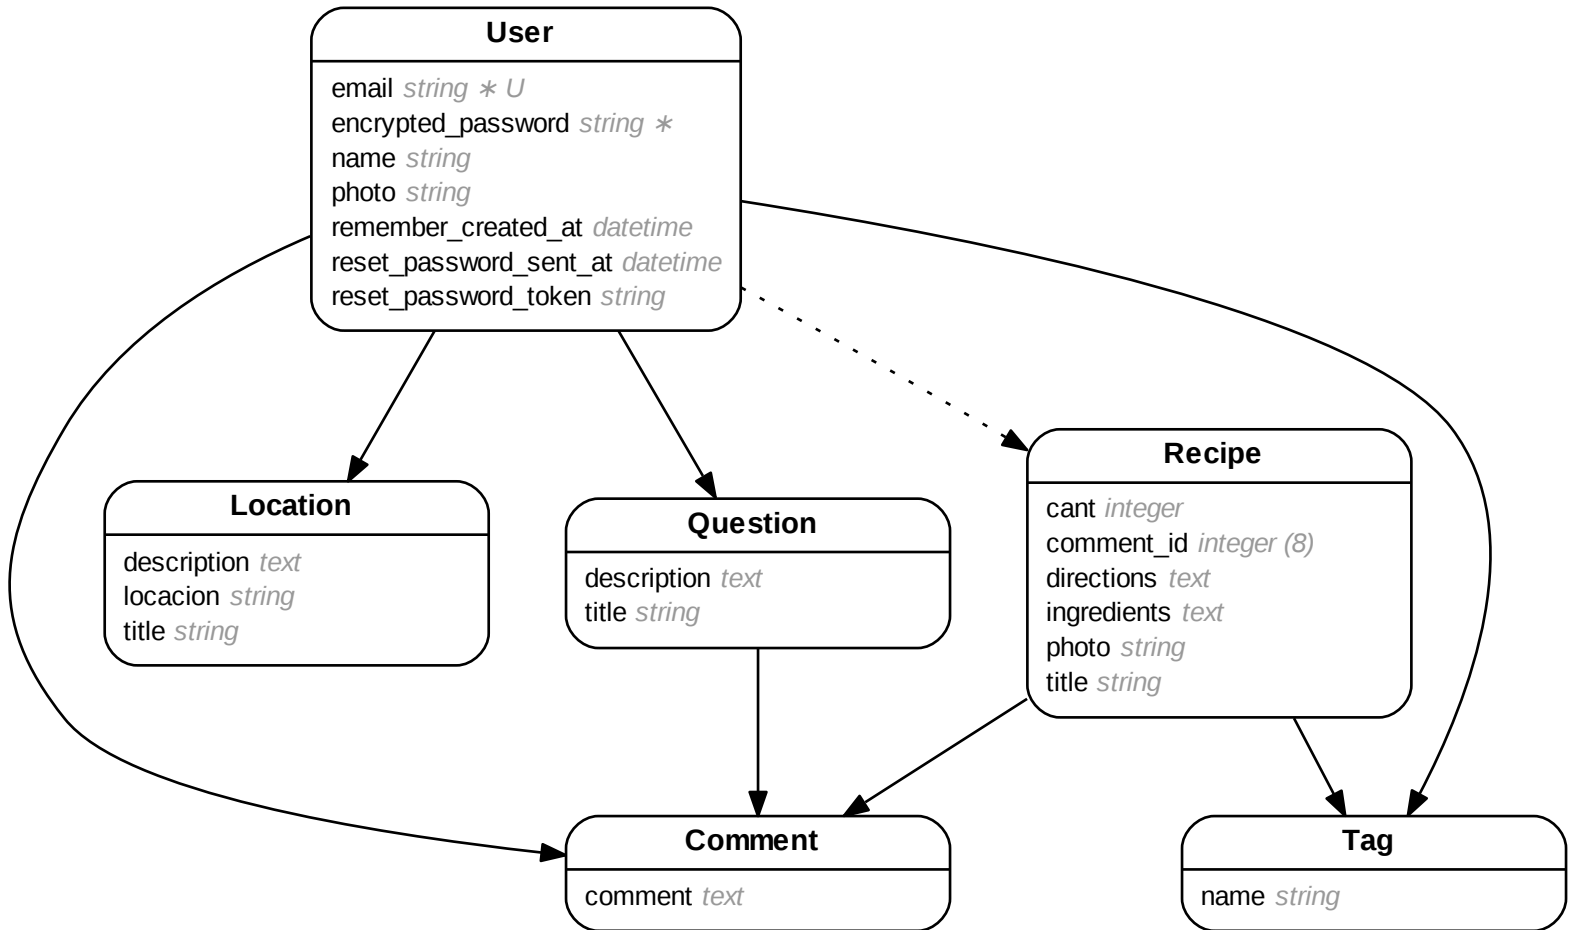 User
email string ∗ U
encrypted_password string ∗
name string
photo string
remember_created_at datetime
reset_password_sent_at datetime
reset_password_token string
Location
description text
locacion string
title string
Question
description text
title string
Recipe
cant integer
comment_id integer (8)
directions text
ingredients text
photo string
title string
Comment
comment text
Tag
name string